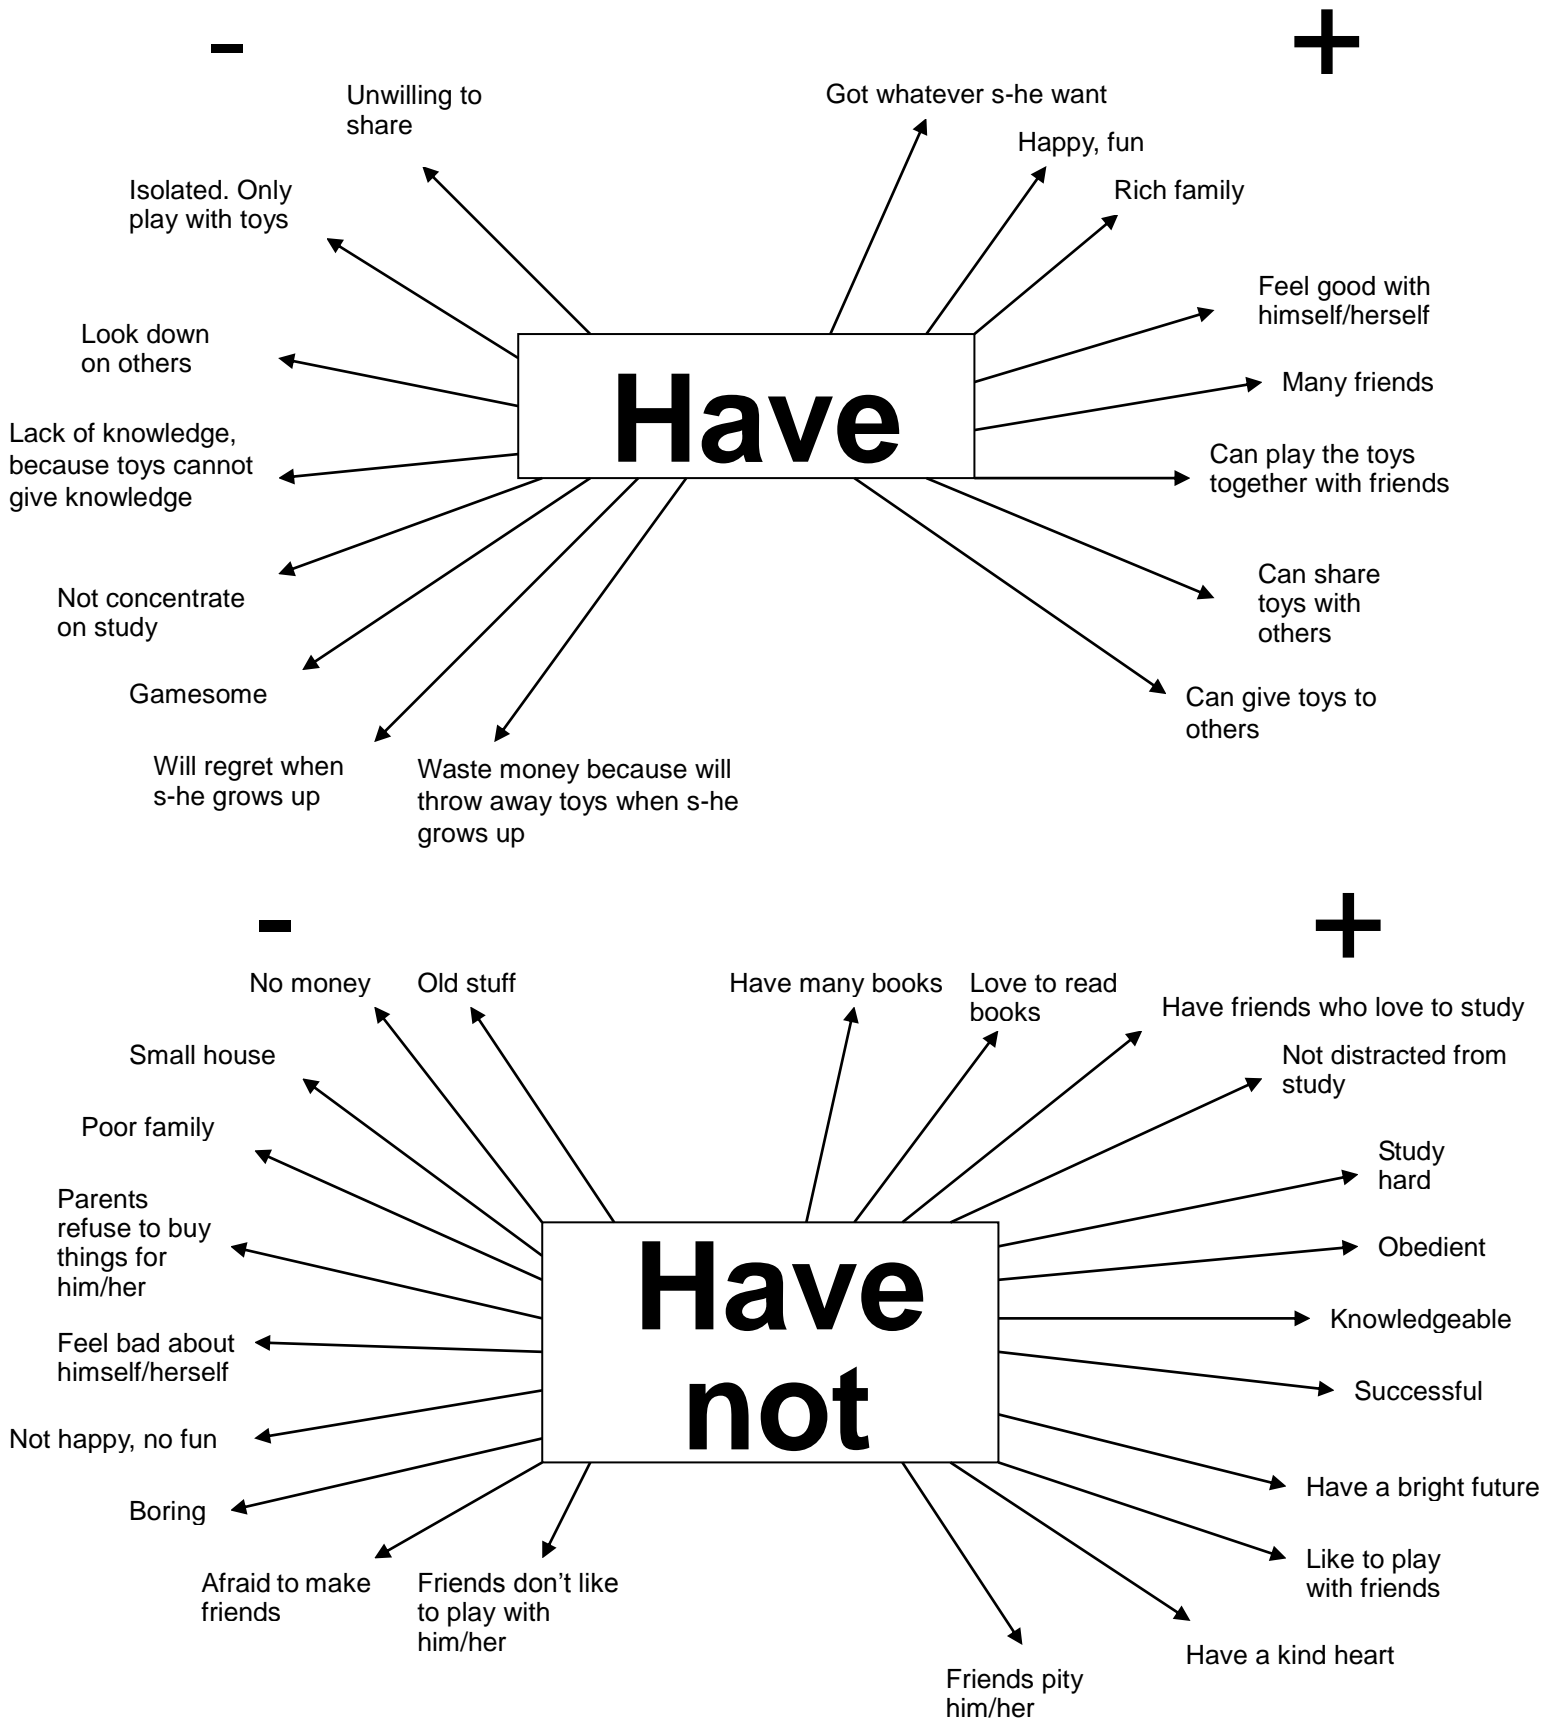 -
+
Unwilling to
share
Got whatever s-he want
Happy, fun
Isolated. Only
play with toys
Rich family
Feel good with
himself/herself
Look down
on others
Many friends
Have
Lack of knowledge,
because toys cannot
give knowledge
Can play the toys
together with friends
Not concentrate
on study
Can share
toys with
others
Gamesome
Can give toys to
others
Will regret when
s-he grows up
Waste money because will
throw away toys when s-he
grows up
-
+
No money
Old stuff
Have many books
Love to read
books
Have friends who love to study
Small house
Not distracted from
study
Poor family
Study
hard
Parents
refuse to buy
things for
him/her
Obedient
Have
not
Knowledgeable
Feel bad about
himself/herself
Successful
Not happy, no fun
Have a bright future
Boring
Like to play
with friends
Afraid to make
friends
Friends don’t like
to play with
him/her
Have a kind heart
Friends pity
him/her